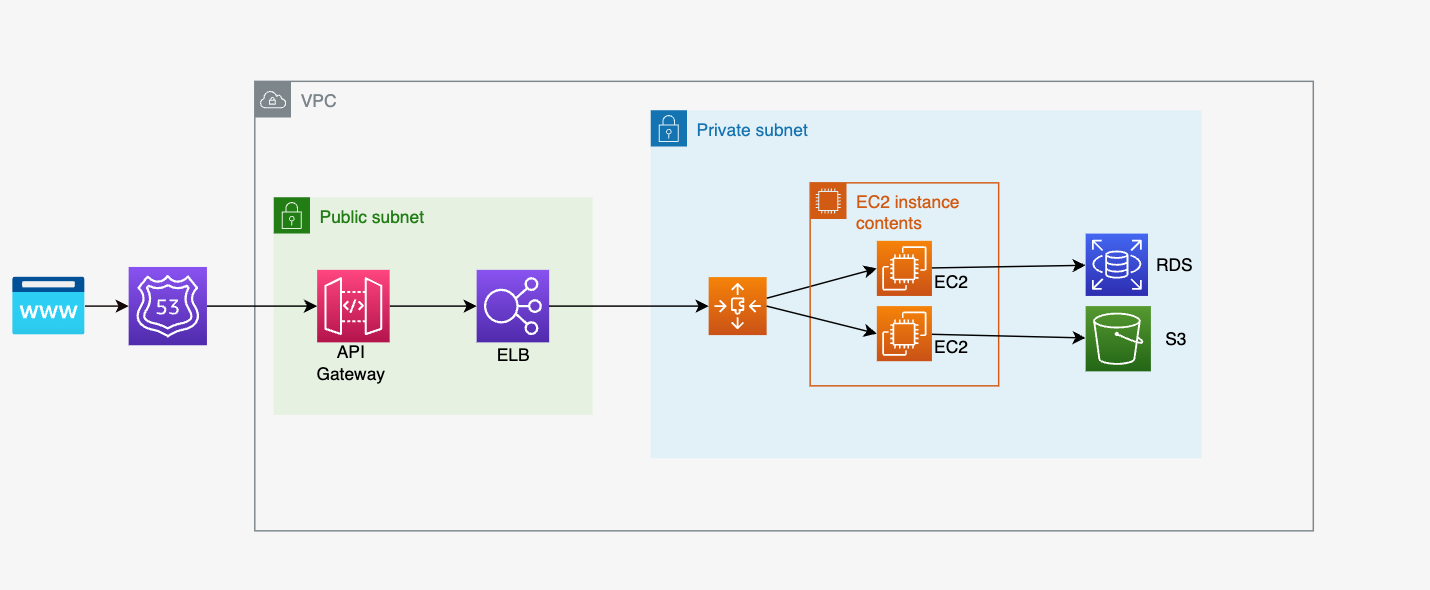 VPC
Private subnet
Public subnet
EC2 instance
contents
www
53
API
Gateway
ELB
EC2
EC2
RDS
S3